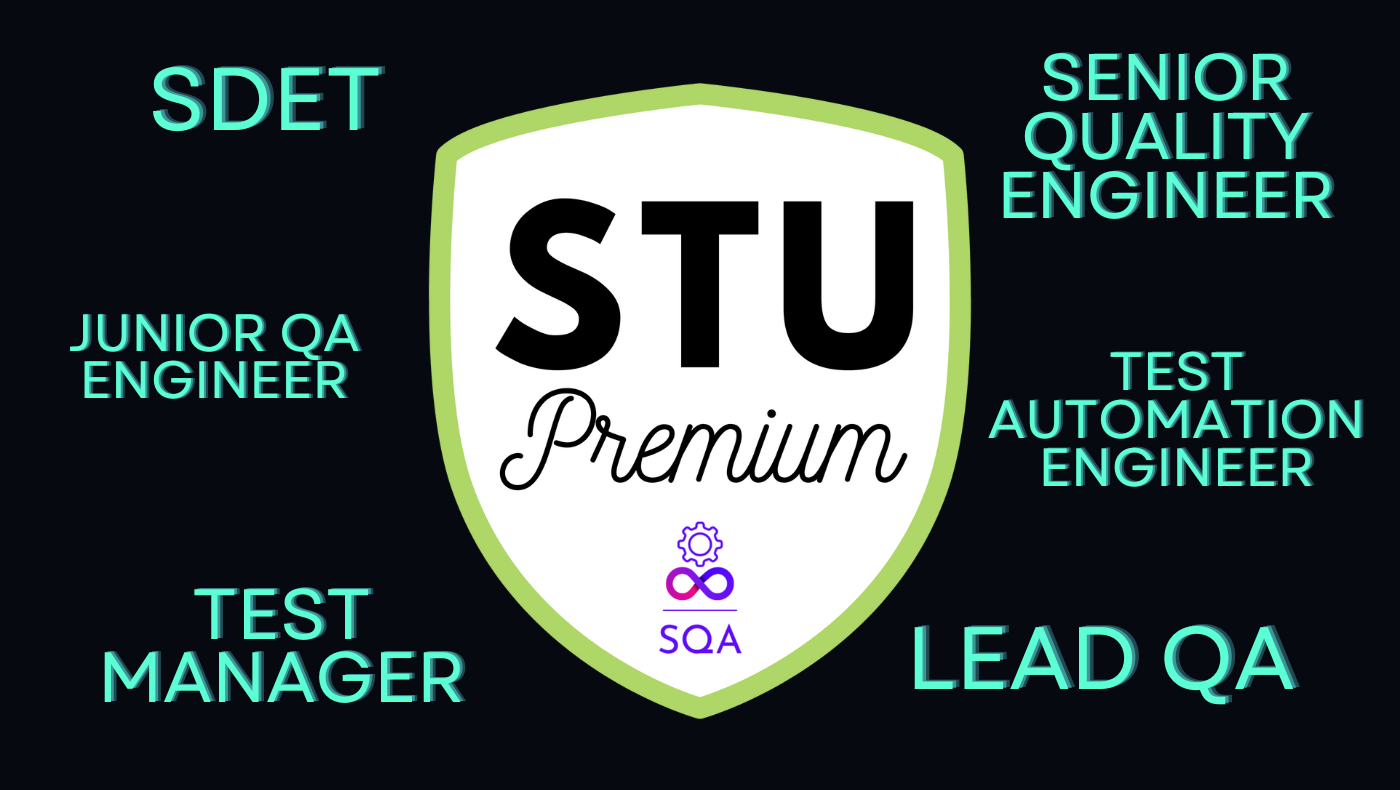 SDET
JUNIOR QA
ENGINEER
TEST
MANAGER
STU
Premium
SQA
SENIOR
QUALITY
ENGINEER
TEST
AUTOMATION
ENGINEER
LEAD QA